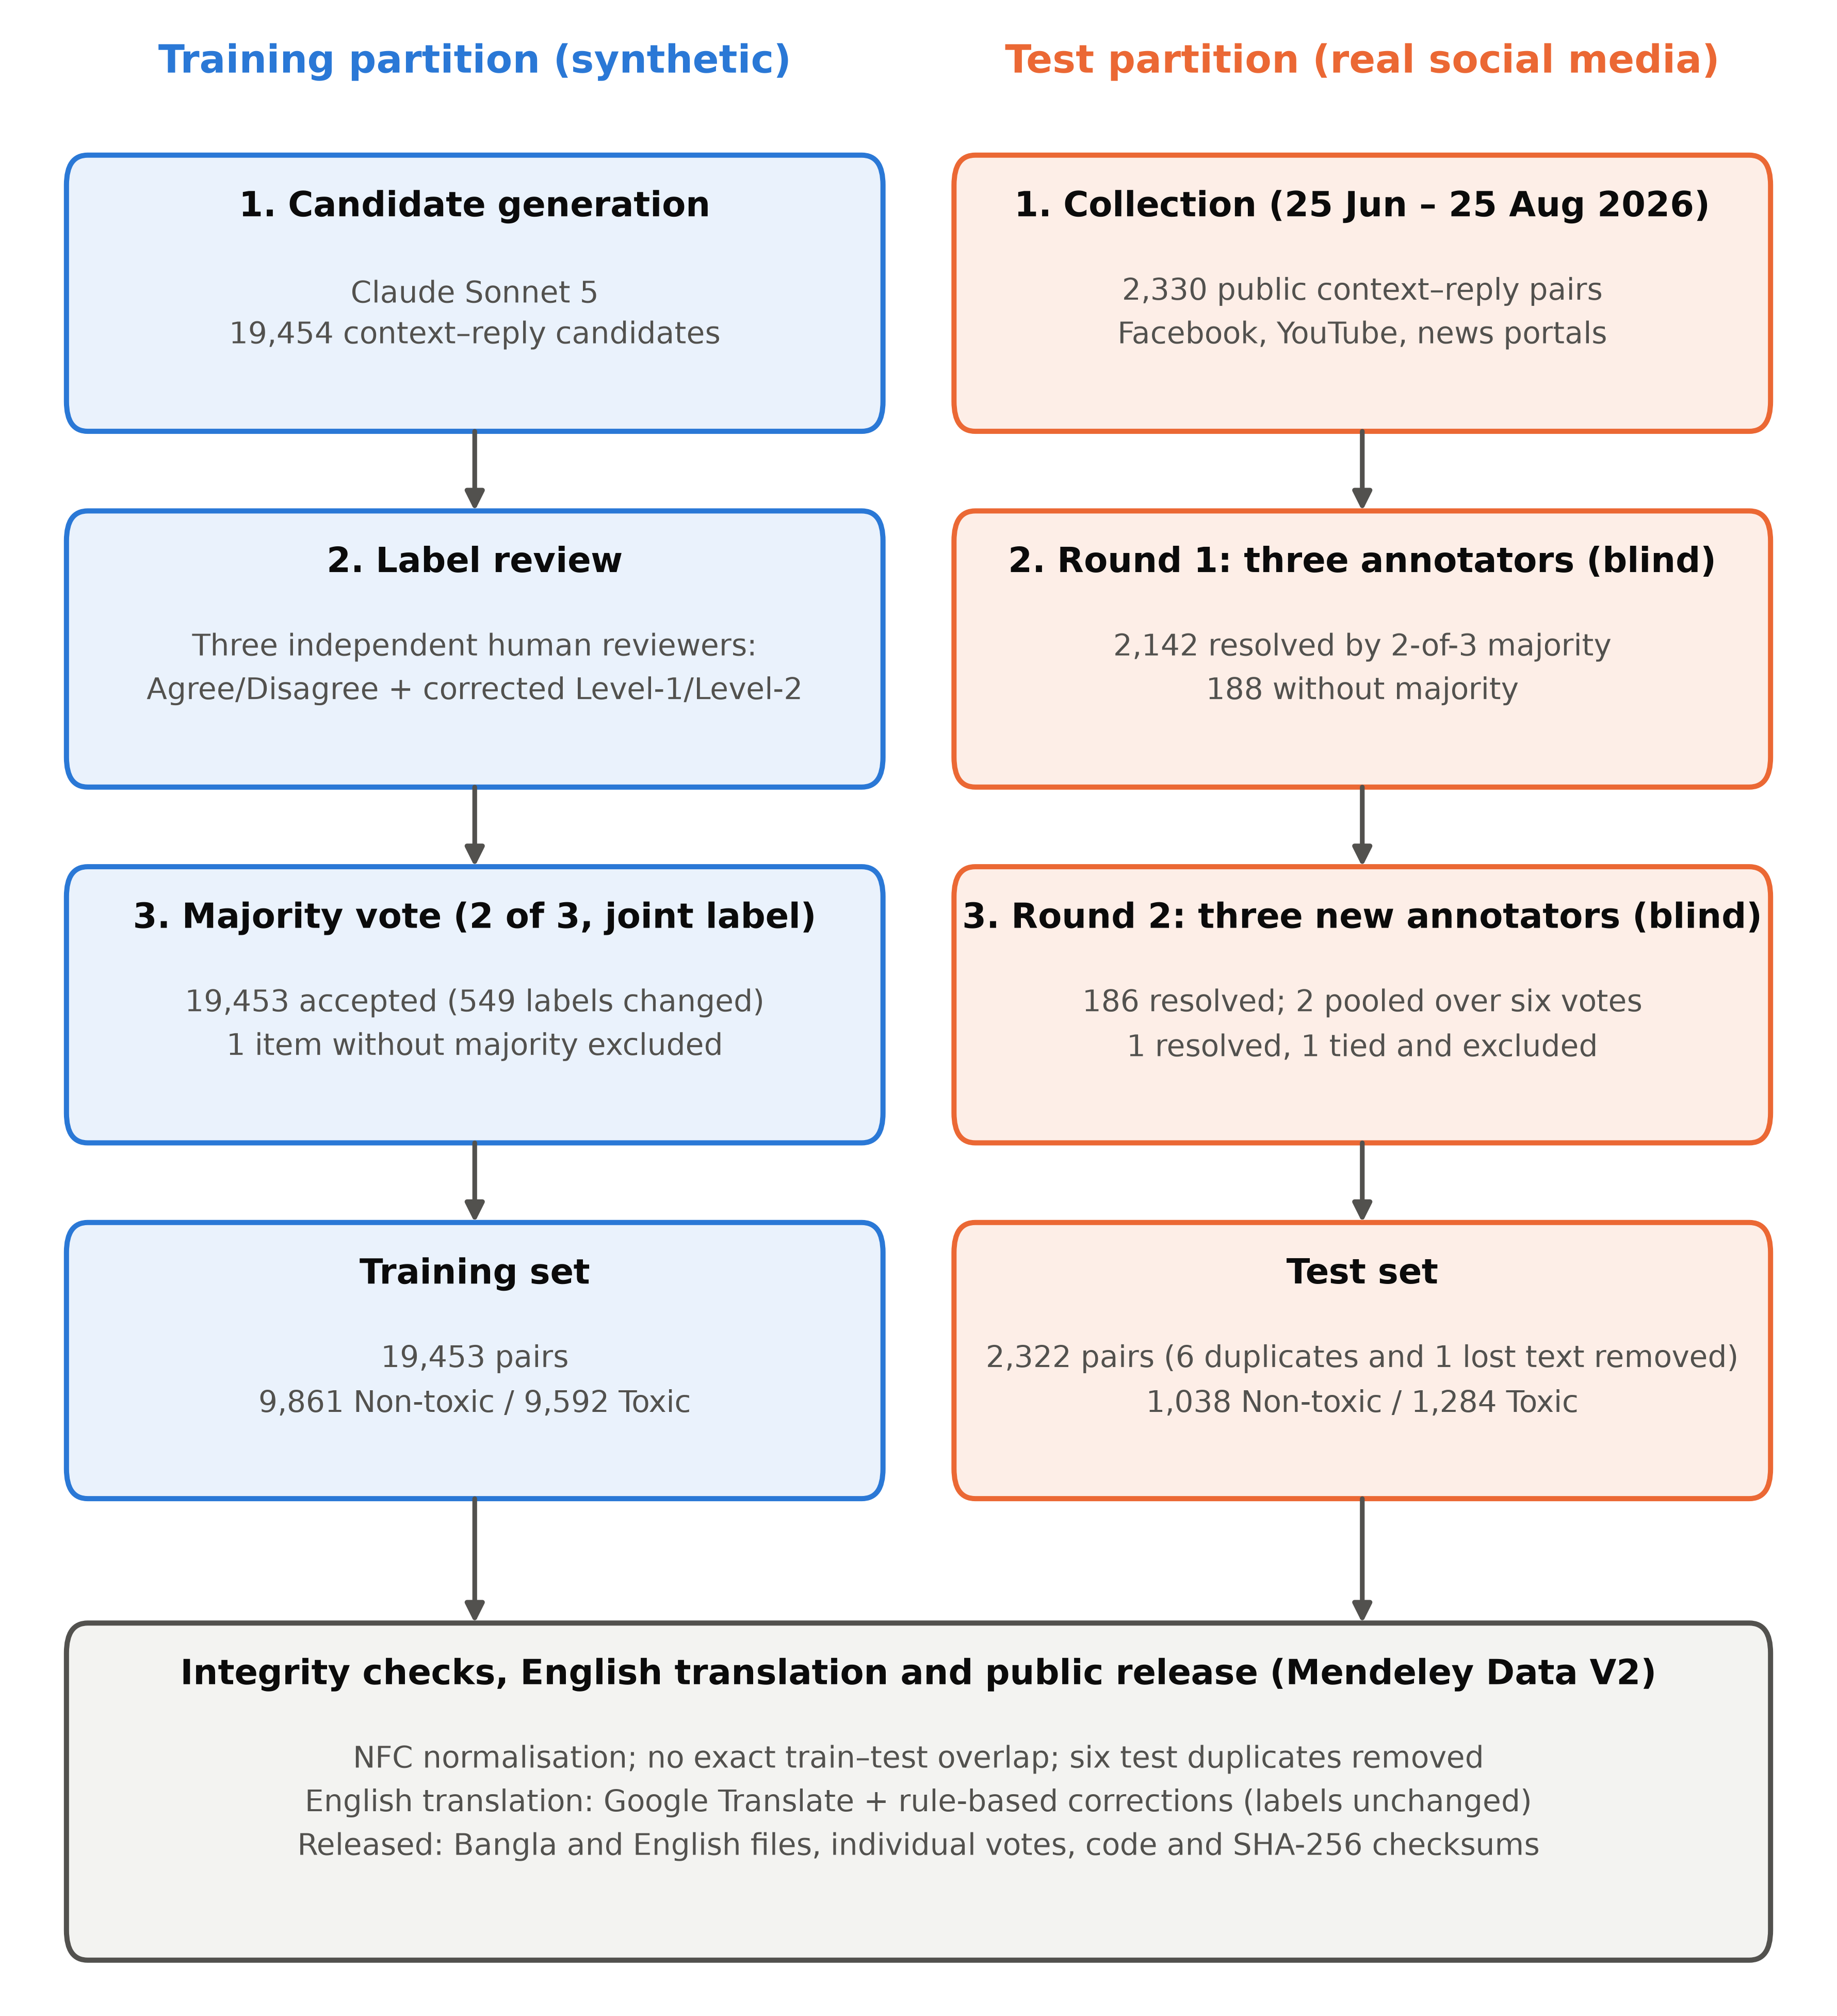 Training partition (synthetic)
1. Candidate generation
Claude Sonnet 5
19,454 context–reply candidates
2. Label review
Three independent human reviewers:
Agree/Disagree + corrected Level-1/Level-2
3. Majority vote (2 of 3, joint label)
19,453 accepted (549 labels changed)
1 item without majority excluded
Training set
19,453 pairs
9,861 Non-toxic / 9,592 Toxic
Test partition (real social media)
1. Collection (25 Jun – 25 Aug 2026)
2,330 public context–reply pairs
Facebook, YouTube, news portals
2. Round 1: three annotators (blind)
2,142 resolved by 2-of-3 majority
188 without majority
3. Round 2: three new annotators (blind)
186 resolved; 2 pooled over six votes
1 resolved, 1 tied and excluded
Test set
2,322 pairs (6 duplicates and 1 lost text removed)
1,038 Non-toxic / 1,284 Toxic
Integrity checks, English translation and public release (Mendeley Data V2)
NFC normalisation; no exact train–test overlap; six test duplicates removed
English translation: Google Translate + rule-based corrections (labels unchanged)
Released: Bangla and English files, individual votes, code and SHA-256 checksums